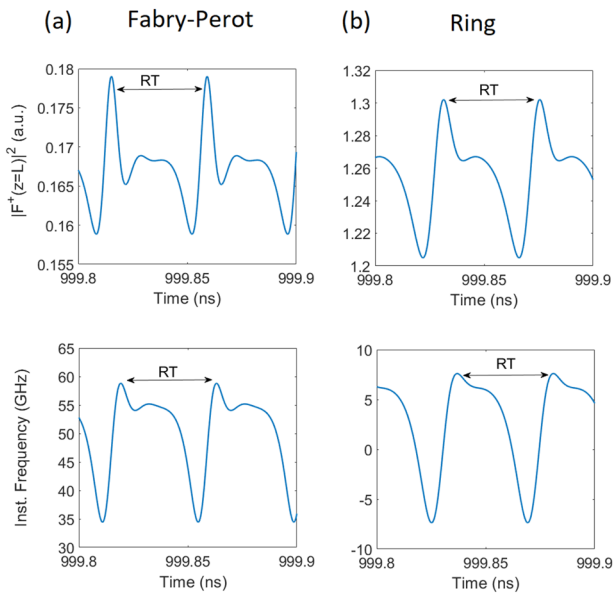 (a) Fabry-Perot
(b) Ring
0.18
0.175
0.17
0.165
0.16
0.155
|F⁺(z=L)|² (a.u.)
RT
999.8 999.85 999.9
Time (ns)
1.32
1.3
1.28
1.26
1.24
1.22
1.2
RT
999.8 999.85 999.9
Time (ns)
65
60
55
50
45
40
35
30
Inst. Frequency (GHz)
RT
999.8 999.85 999.9
Time (ns)
10
5
0
-5
-10
RT
999.8 999.85 999.9
Time (ns)